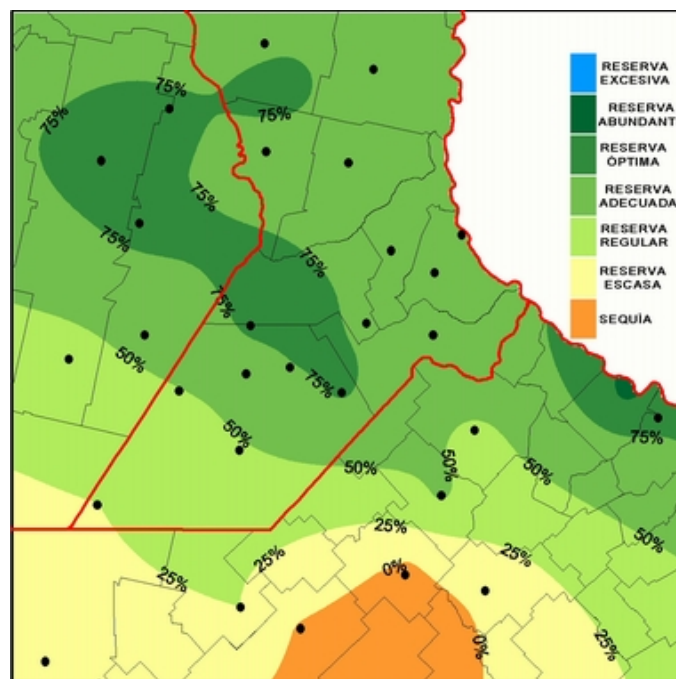 RESERVA
EXCESIVA
RESERVA
ABUNDANT
RESERVA
ÓPTIMA
RESERVA
ADECUADA
RESERVA
REGULAR
RESERVA
ESCASA
SEQUÌA
75%
75%
75%
75%
75%
75%
75%
75%
75%
50%
50%
50%
50%
50%
50%
25%
25%
25%
25%
25%
0%
0%